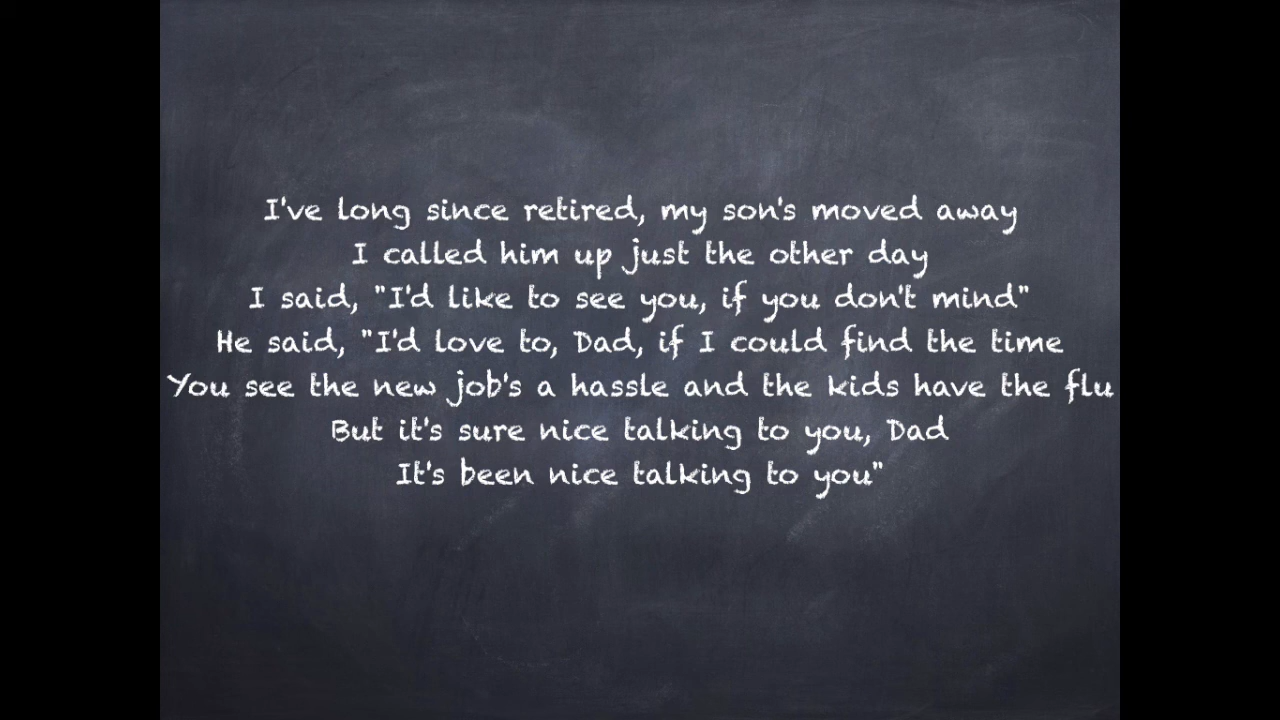 I've long since retired, my son's moved away
I called him up just the other day
I said, "I'd like to see you, if you don't mind"
He said, "I'd love to, Dad, if I could find the time
You see the new job's a hassle and the kids have the flu
But it's sure nice talking to you, Dad
It's been nice talking to you"